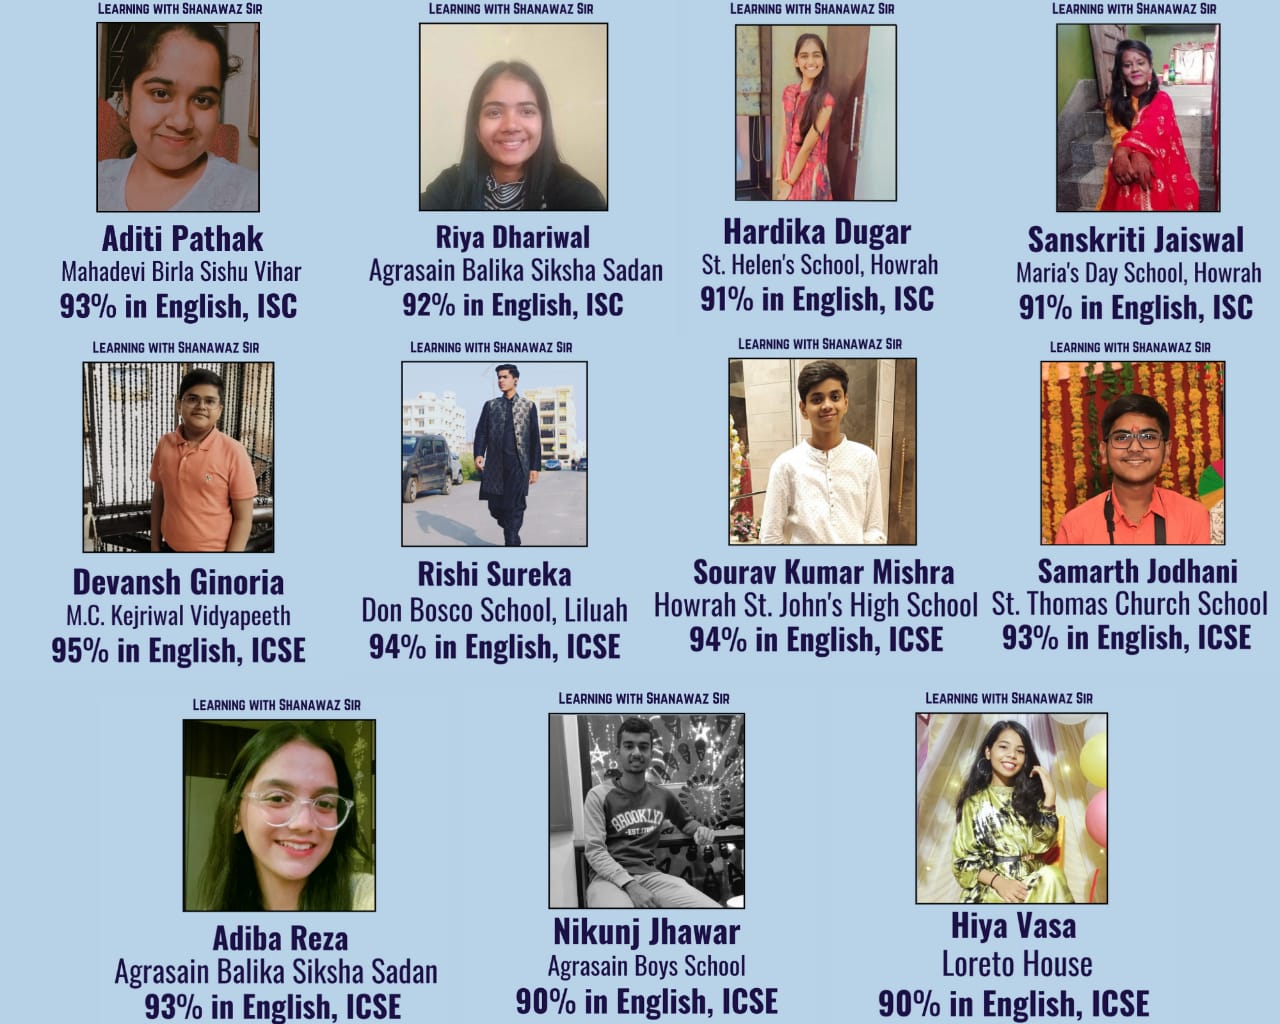 Learning with Shanawaz Sir
Learning with Shanawaz Sir
Learning with Shanawaz Sir
Learning with Shanawaz Sir
Aditi Pathak
Mahadevi Birla Sishu Vihar
93% in English, ISC
Riya Dhariwal
Agrasain Balika Siksha Sadan
92% in English, ISC
Hardika Dugar
St. Helen's School, Howrah
91% in English, ISC
Sanskriti Jaiswal
Maria's Day School, Howrah
91% in English, ISC
Learning with Shanawaz Sir
Learning with Shanawaz Sir
Learning with Shanawaz Sir
Learning with Shanawaz Sir
Devansh Ginoria
M.C. Kejriwal Vidyapeeth
95% in English, ICSE
Rishi Sureka
Don Bosco School, Liluah
94% in English, ICSE
Sourav Kumar Mishra
Howrah St. John's High School
94% in English, ICSE
Samarth Jodhani
St. Thomas Church School
93% in English, ICSE
Learning with Shanawaz Sir
Learning with Shanawaz Sir
Learning with Shanawaz Sir
Adiba Reza
Agrasain Balika Siksha Sadan
93% in English, ICSE
BROOKLYN
Nikunj Jhawar
Agrasain Boys School
90% in English, ICSE
Hiya Vasa
Loreto House
90% in English, ICSE